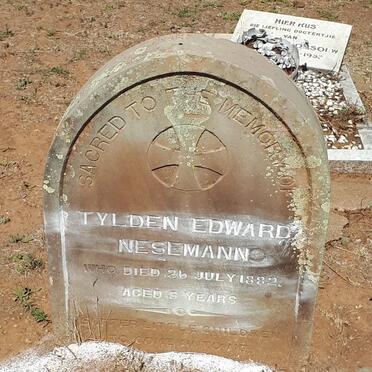 SACRED TO THE MEMORY OF
TYLDEN EDWARD
NESEMANN
WHO DIED 26 JULY 1882.
AGED 5 YEARS
HIER RUS
DIE LIEFLING DOGTERTJIE
VAN